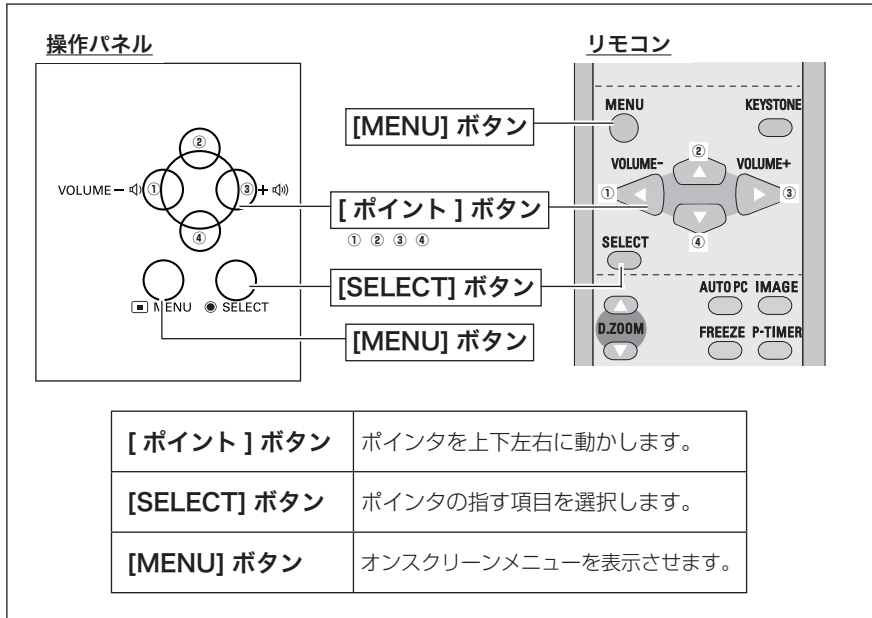 操作パネル
リモコン
②
VOLUME－ ① ③ ＋
④
MENU SELECT
[MENU] ボタン
[ ポイント ] ボタン
① ② ③ ④
[SELECT] ボタン
[MENU] ボタン
MENU KEYSTONE
②
VOLUME- VOLUME+
① ③
④
SELECT
AUTO PC IMAGE
D.ZOOM
FREEZE P-TIMER
[ ポイント ] ボタン ポインタを上下左右に動かします。
[SELECT] ボタン ポインタの指す項目を選択します。
[MENU] ボタン オンスクリーンメニューを表示させます。